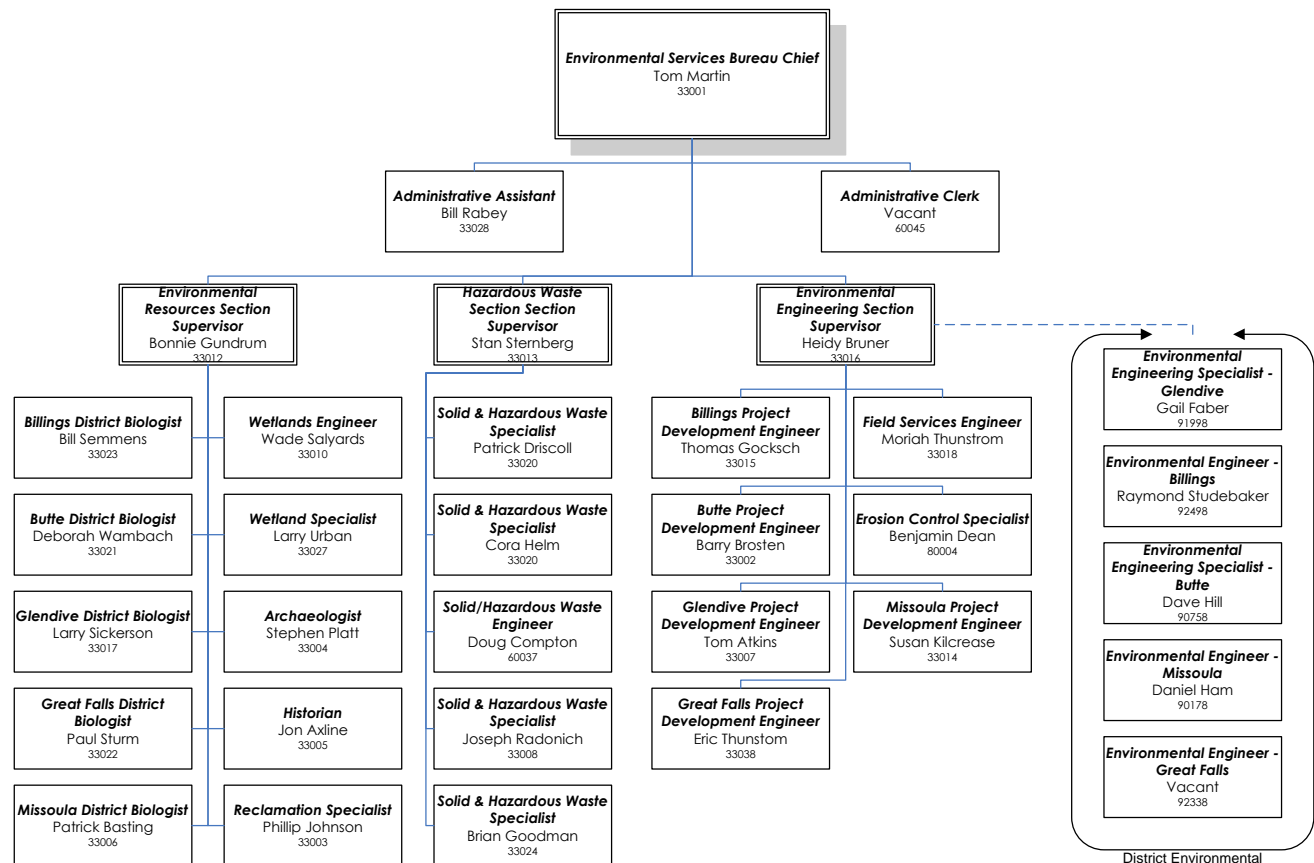 Environmental Services Bureau Chief
Tom Martin
33001
Administrative Assistant
Bill Rabey
33028
Administrative Clerk
Vacant
60045
Environmental
Resources Section
Supervisor
Bonnie Gundrum
33012
Hazardous Waste
Section Section
Supervisor
Stan Sternberg
33013
Environmental
Engineering Section
Supervisor
Heidy Bruner
33016
Billings District Biologist
Bill Semmens
33023
Wetlands Engineer
Wade Salyards
33010
Butte District Biologist
Deborah Wambach
33021
Wetland Specialist
Larry Urban
33027
Glendive District Biologist
Larry Sickerson
33017
Archaeologist
Stephen Platt
33004
Great Falls District
Biologist
Paul Sturm
33022
Historian
Jon Axline
33005
Missoula District Biologist
Patrick Basting
33006
Reclamation Specialist
Phillip Johnson
33003
Solid & Hazardous Waste
Specialist
Patrick Driscoll
33020
Solid & Hazardous Waste
Specialist
Cora Helm
33020
Solid/Hazardous Waste
Engineer
Doug Compton
60037
Solid & Hazardous Waste
Specialist
Joseph Radonich
33008
Solid & Hazardous Waste
Specialist
Brian Goodman
33024
Billings Project
Development Engineer
Thomas Gocksch
33015
Field Services Engineer
Moriah Thunstrom
33018
Butte Project
Development Engineer
Barry Brosten
33002
Erosion Control Specialist
Benjamin Dean
80004
Glendive Project
Development Engineer
Tom Atkins
33007
Missoula Project
Development Engineer
Susan Kilcrease
33014
Great Falls Project
Development Engineer
Eric Thunstom
33038
Environmental
Engineering Specialist -
Glendive
Gail Faber
91998
Environmental Engineer -
Billings
Raymond Studebaker
92498
Environmental
Engineering Specialist -
Butte
Dave Hill
90758
Environmental Engineer -
Missoula
Daniel Ham
90178
Environmental Engineer -
Great Falls
Vacant
92338
District Environmental